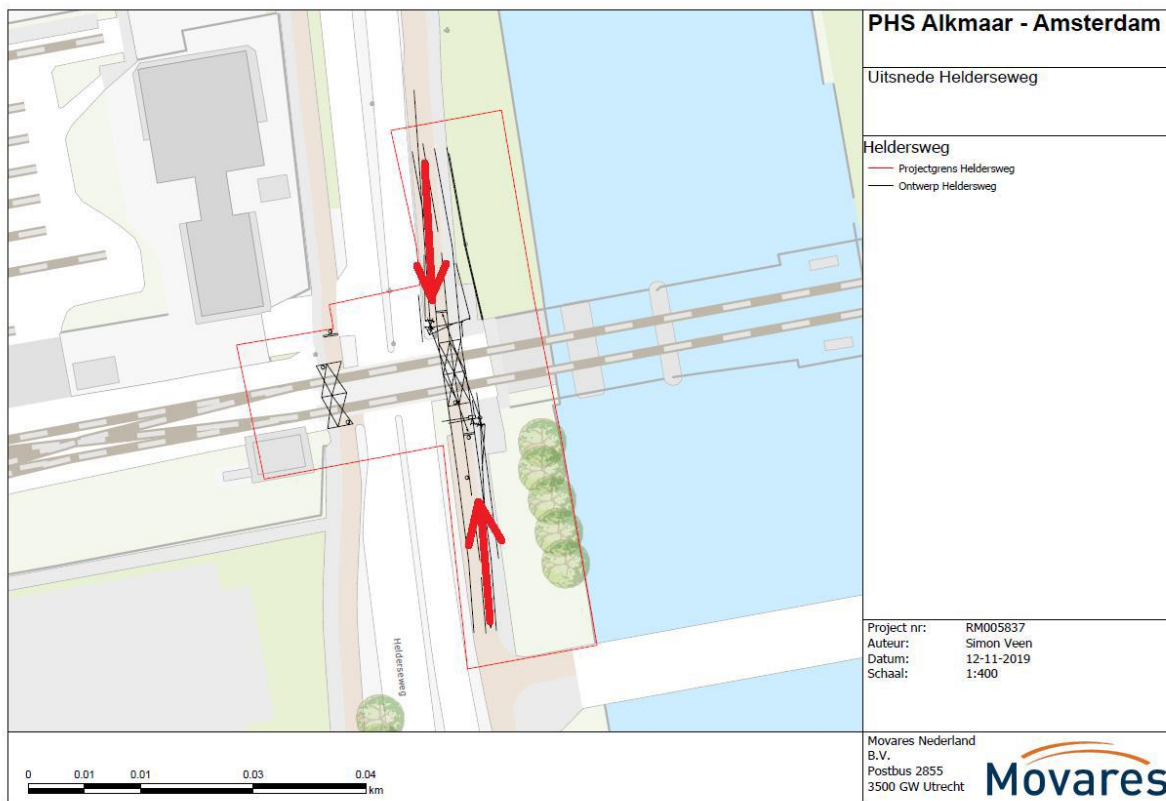 PHS Alkmaar - Amsterdam
Uitsnede Helderseweg
Heldersweg
Projectgrens Heldersweg
Ontwerp Heldersweg
Helderseweg
Project nr: RM005837
Auteur: Simon Veen
Datum: 12-11-2019
Schaal: 1:400
0 0.01 0.01 0.03 0.04
km
Movares Nederland
B.V.
Postbus 2855
3500 GW Utrecht
Movares